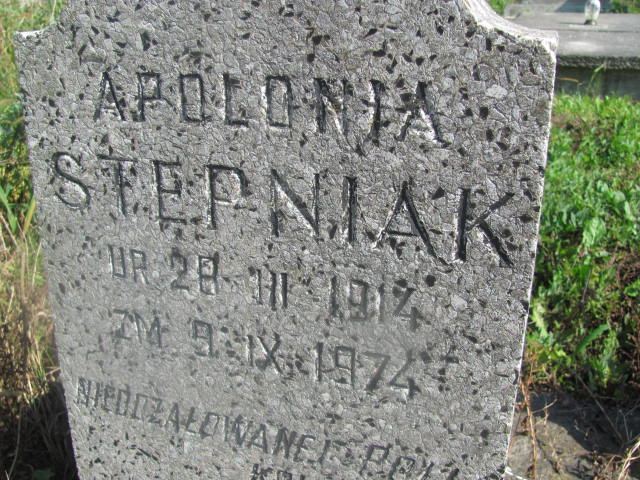 APOLONIA
STEPNIAK
UR 28 III 1914
ZM 9 IX 1974
NIEODŻAŁOWANEJ